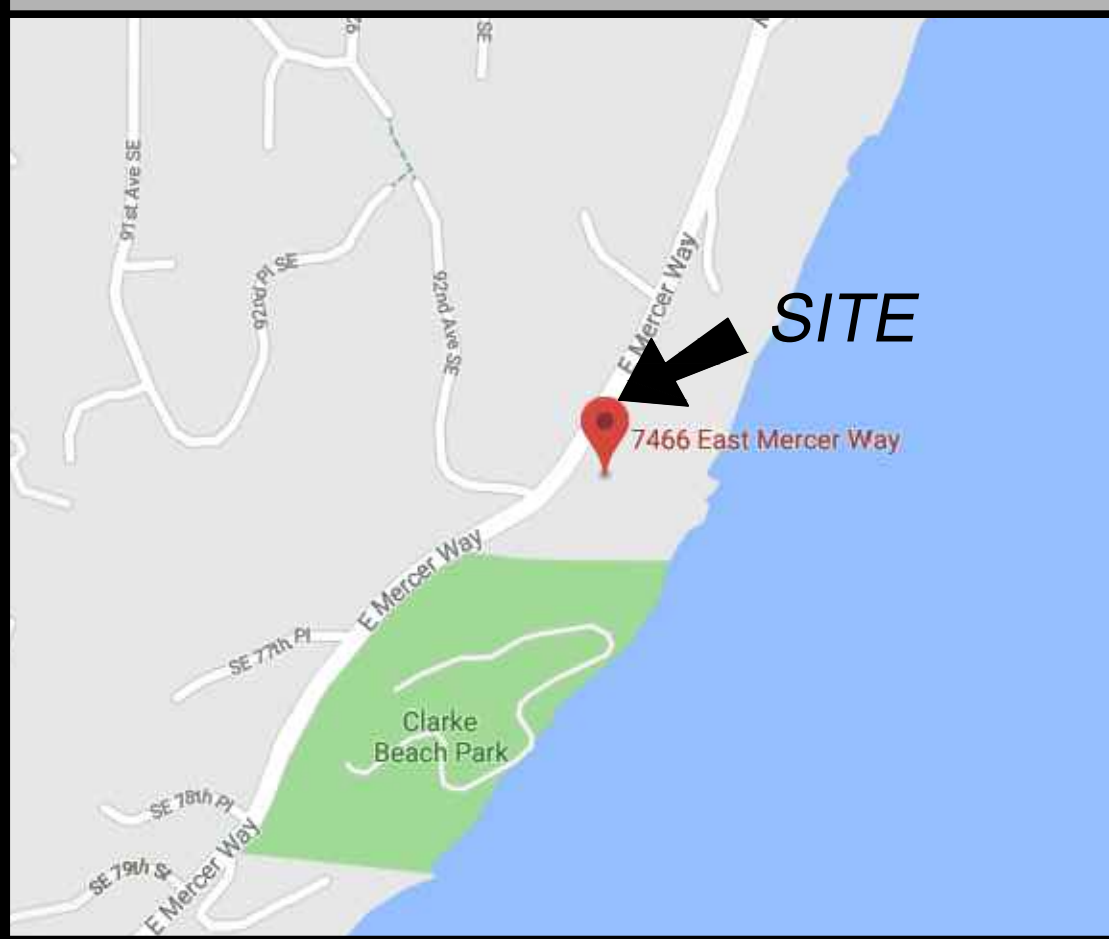 SE
91st Ave SE
92nd Pl SE
92nd Ave SE
E Mercer Way
SITE
7466 East Mercer Way
E Mercer Way
SE 77th Pl
Clarke
Beach Park
SE 78th Pl
SE 79th St
E Mercer Way